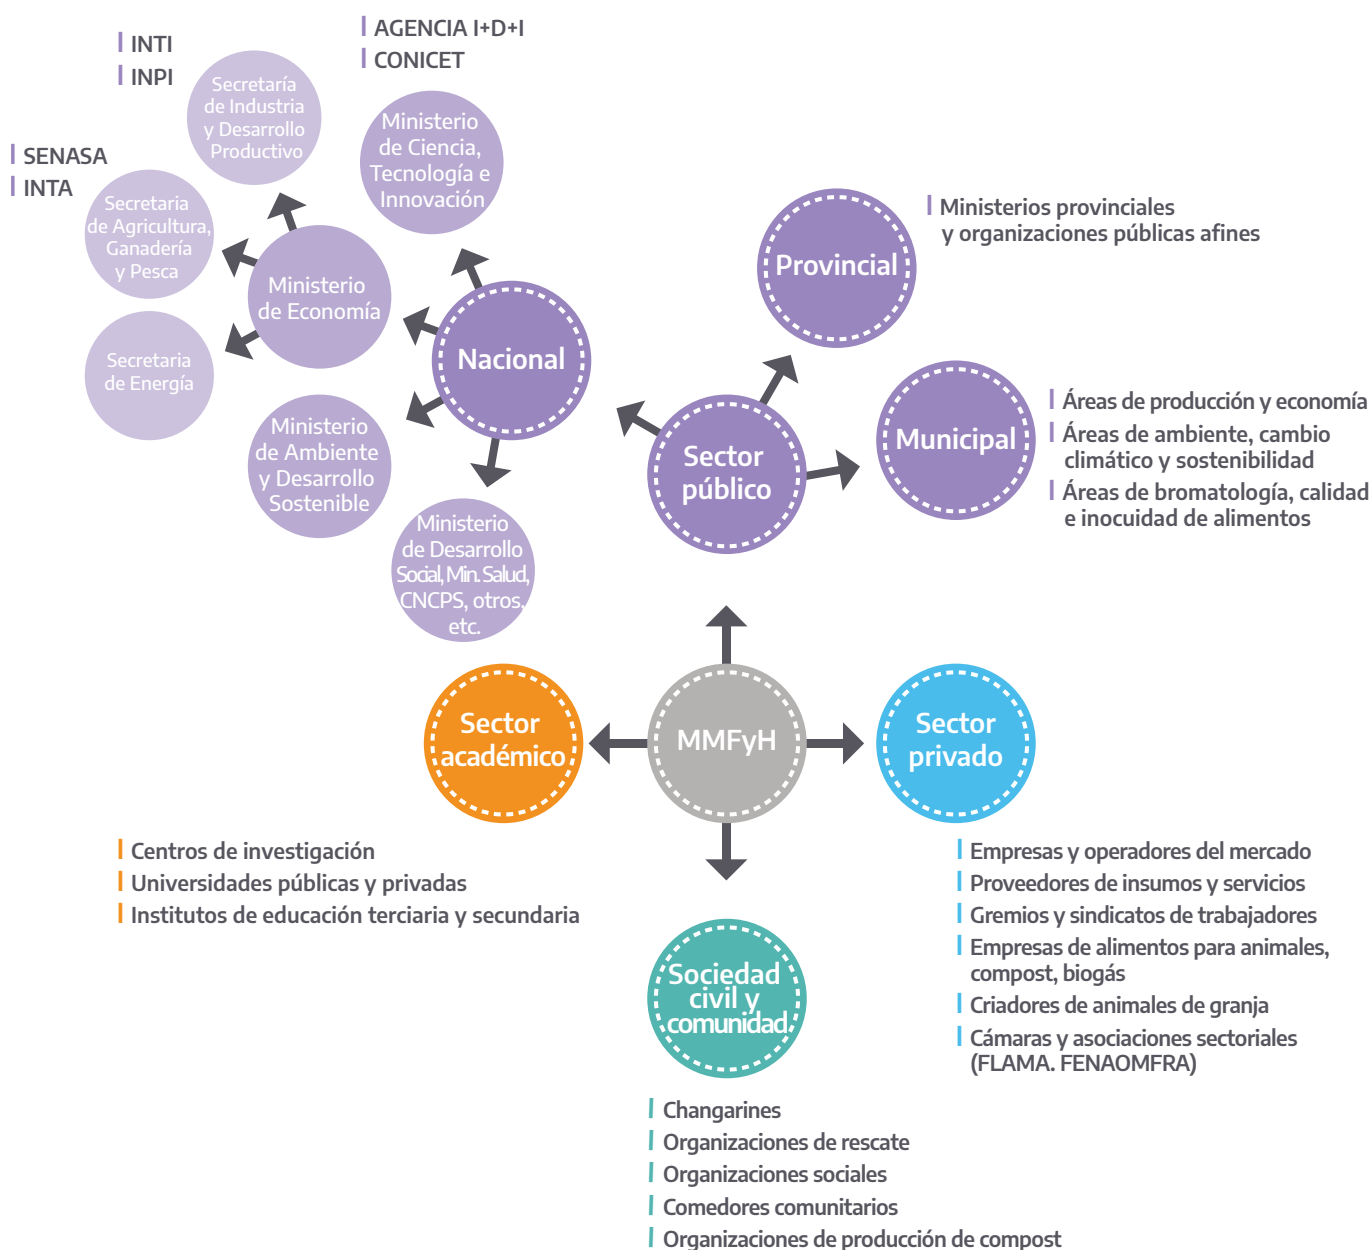 AGENCIA I+D+I
CONICET
INTI
INPI
SENASA
INTA
Secretaría
de Industria
y Desarrollo
Productivo
Ministerio
de Ciencia,
Tecnología e
Innovación
Secretaria
de Agricultura,
Ganadería
y Pesca
Ministerio
de Economía
Secretaria
de Energía
Nacional
Ministerio
de Ambiente
y Desarrollo
Sostenible
Ministerio
de Desarrollo
Social, Min. Salud,
CNCPS, otros,
etc.
Provincial
Ministerios provinciales
y organizaciones públicas afines
Municipal
Áreas de producción y economía
Áreas de ambiente, cambio
climático y sostenibilidad
Áreas de bromatología, calidad
e inocuidad de alimentos
Sector
público
Sector
académico
MMFyH
Sector
privado
Centros de investigación
Universidades públicas y privadas
Institutos de educación terciaria y secundaria
Empresas y operadores del mercado
Proveedores de insumos y servicios
Gremios y sindicatos de trabajadores
Empresas de alimentos para animales,
compost, biogás
Criadores de animales de granja
Cámaras y asociaciones sectoriales
(FLAMA. FENAOMFRA)
Sociedad
civil y
comunidad
Changarines
Organizaciones de rescate
Organizaciones sociales
Comedores comunitarios
Organizaciones de producción de compost